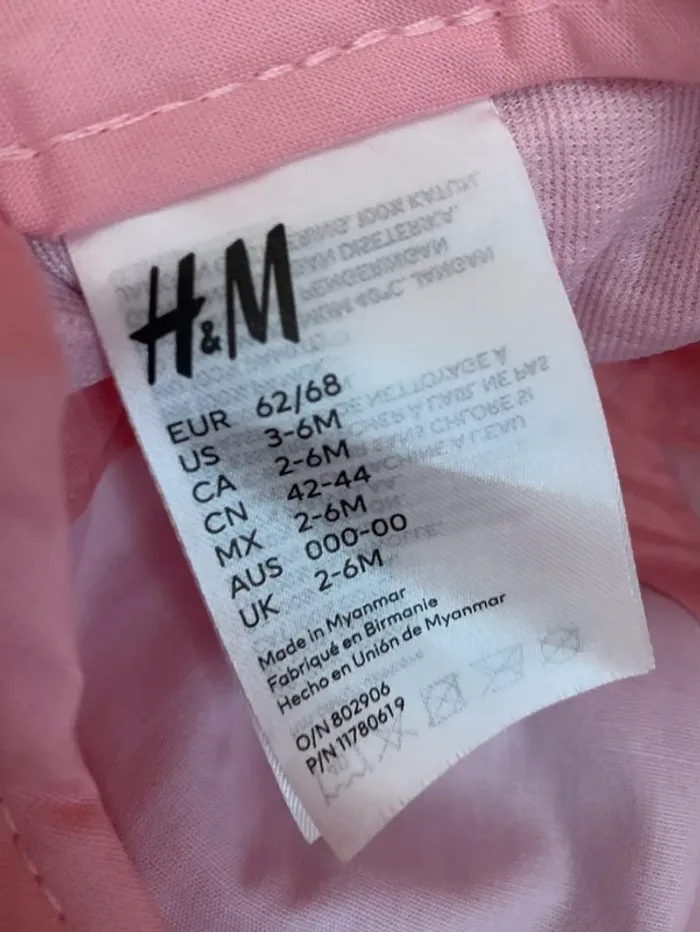 H&M
EUR 62/68
US 3-6M
CA 2-6M
CN 42-44
MX 2-6M
AUS 000-00
UK 2-6M
Made in Myanmar
Fabriqué en Birmanie
Hecho en Unión de Myanmar
O/N 802906
P/N 11780619